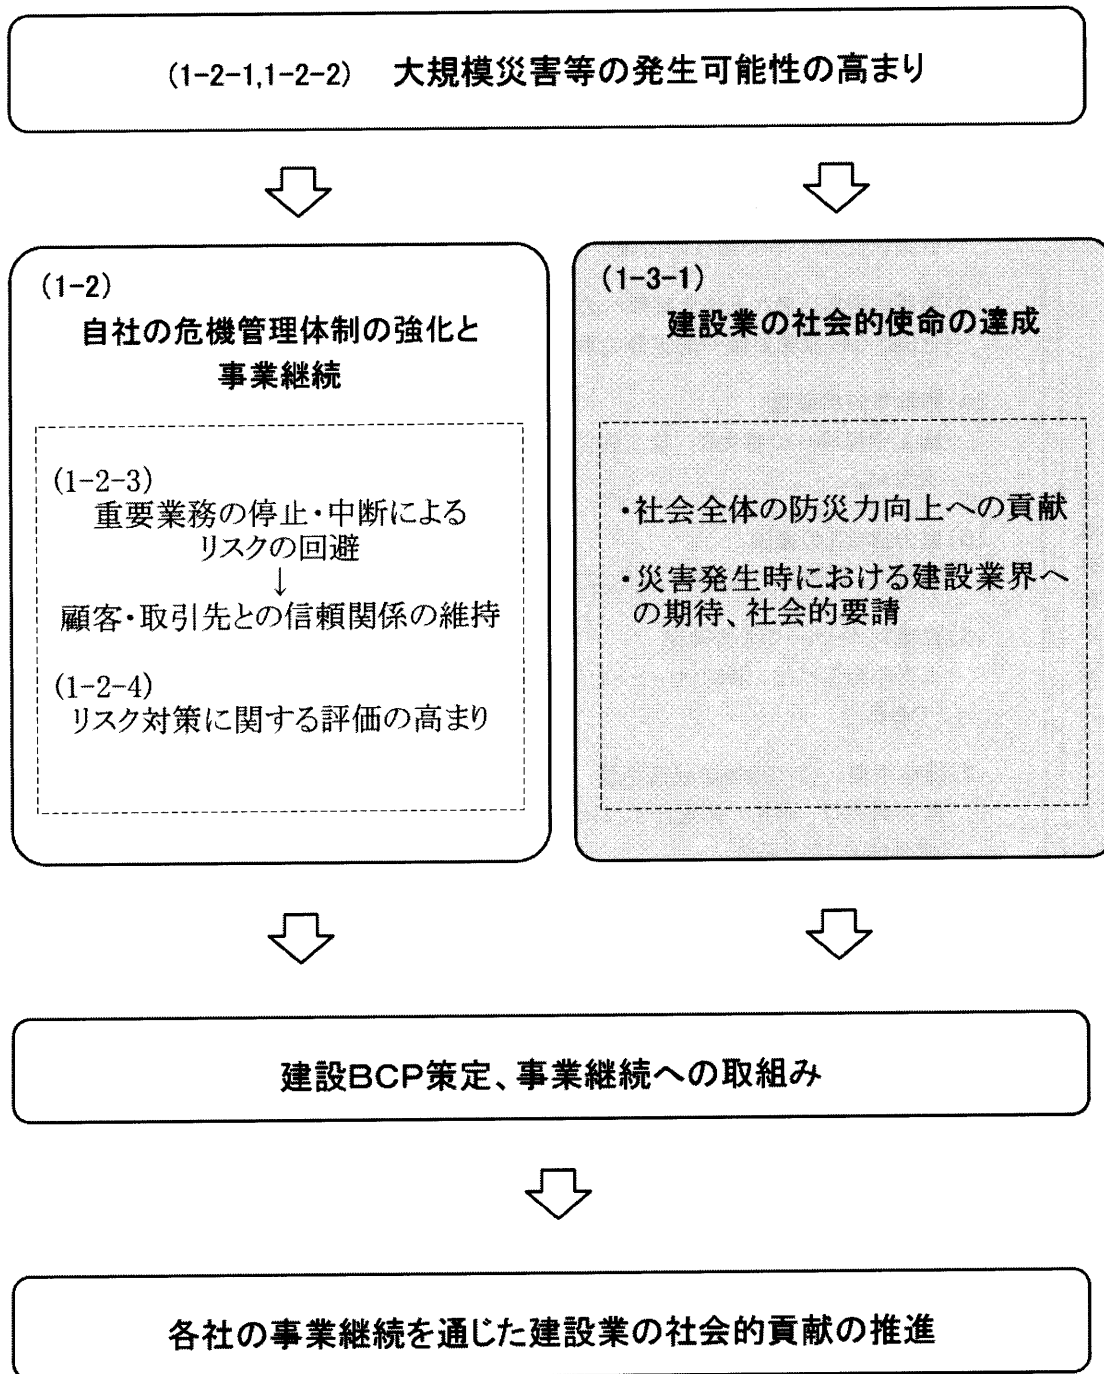 (1-2-1,1-2-2) 大規模災害等の発生可能性の高まり
(1-2)
自社の危機管理体制の強化と
事業継続
(1-2-3)
重要業務の停止・中断による
リスクの回避
↓
顧客・取引先との信頼関係の維持
(1-2-4)
リスク対策に関する評価の高まり
(1-3-1)
建設業の社会的使命の達成
・社会全体の防災力向上への貢献
・災害発生時における建設業界へ
の期待、社会的要請
建設BCP策定、事業継続への取組み
各社の事業継続を通じた建設業の社会的貢献の推進